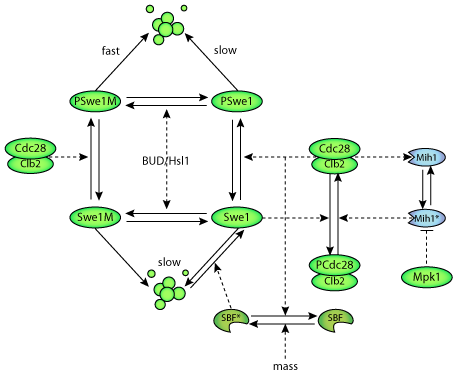 fast
slow
PSwe1M
PSwe1
Cdc28
Clb2
BUD/Hsl1
Cdc28
Clb2
Mih1
Swe1M
Swe1
Mih1*
slow
PCdc28
Clb2
Mpk1
SBF*
SBF
mass